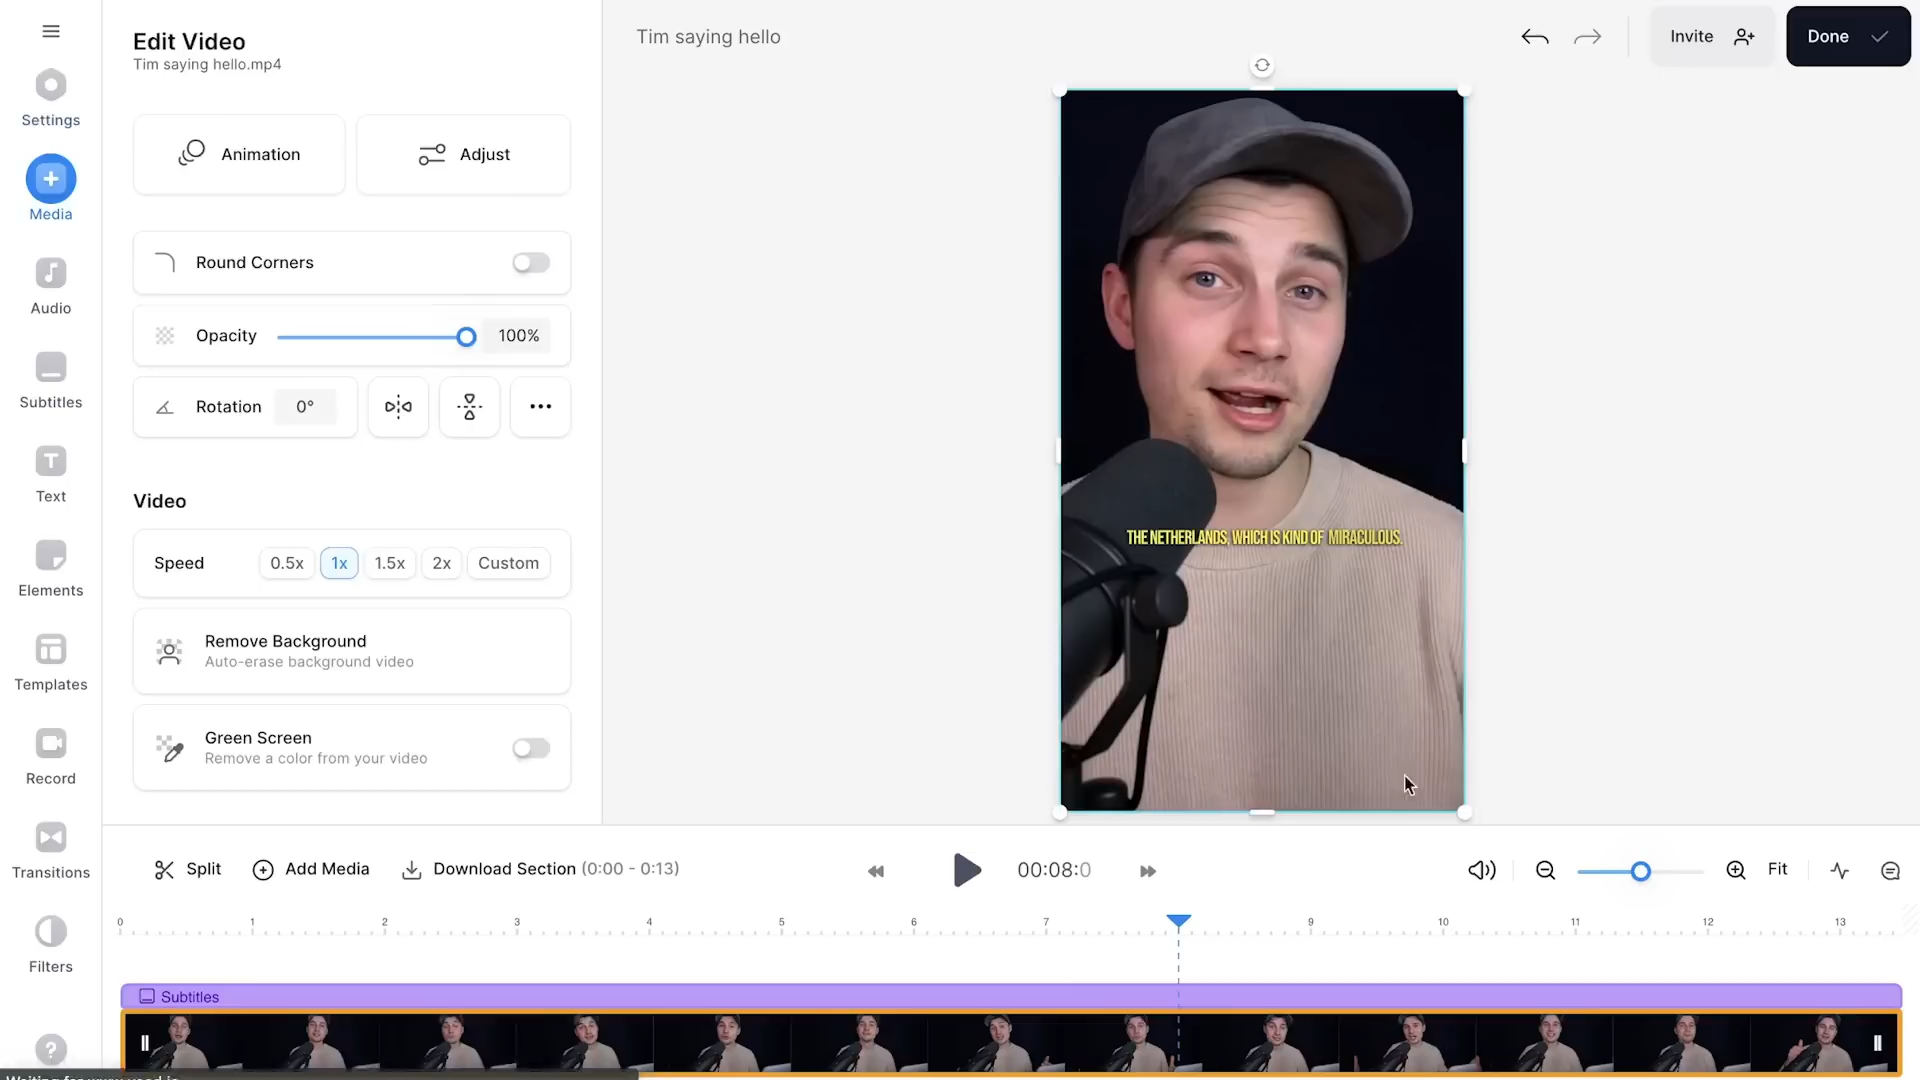 Edit Video
Tim saying hello.mp4
Tim saying hello
Invite
Done
Settings
Media
Audio
Subtitles
Text
Elements
Templates
Record
Transitions
Filters
?
Animation
Adjust
Round Corners
Opacity
100%
Rotation
0°
Video
Speed
0.5x
1x
1.5x
2x
Custom
Remove Background
Auto-erase background video
Green Screen
Remove a color from your video
THE NETHERLANDS, WHICH IS KIND OF MIRACULOUS.
Split
Add Media
Download Section (0:00 - 0:13)
00:08:0
Fit
0 1 2 3 4 5 6 7 9 10 11 12 13
Subtitles